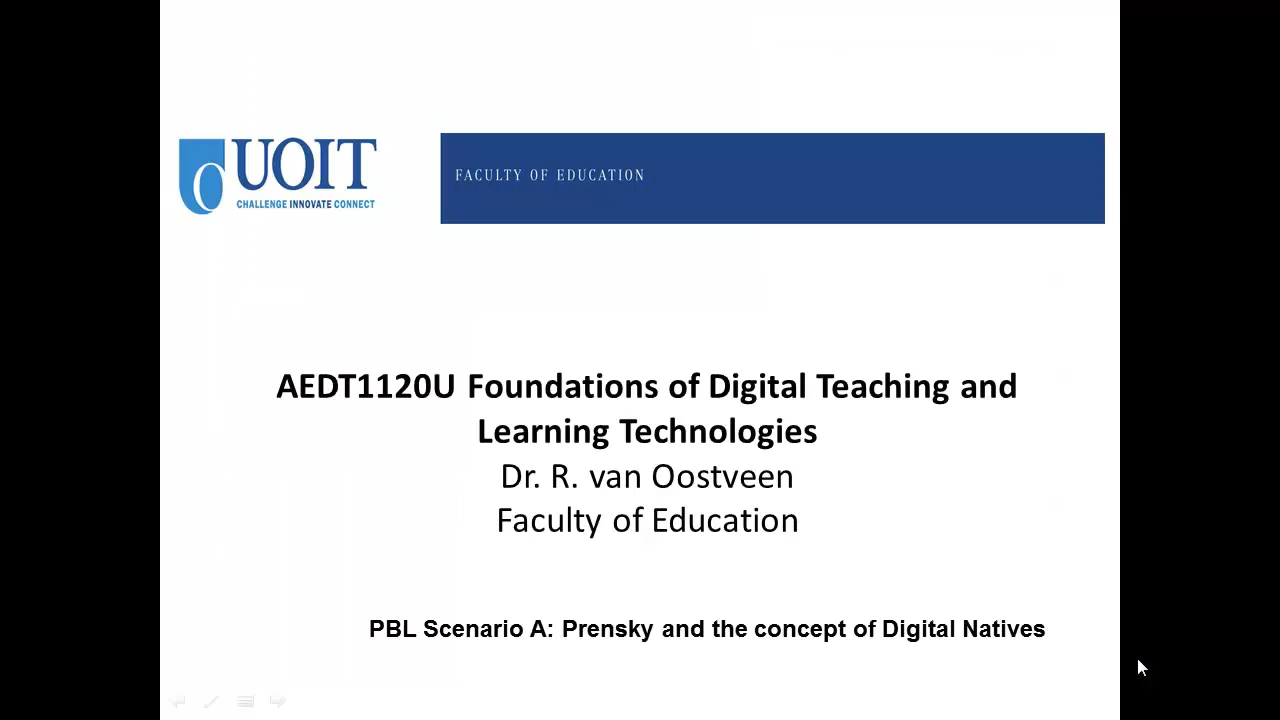 UOIT
CHALLENGE INNOVATE CONNECT
FACULTY OF EDUCATION
AEDT1120U Foundations of Digital Teaching and
Learning Technologies
Dr. R. van Oostveen
Faculty of Education
PBL Scenario A: Prensky and the concept of Digital Natives